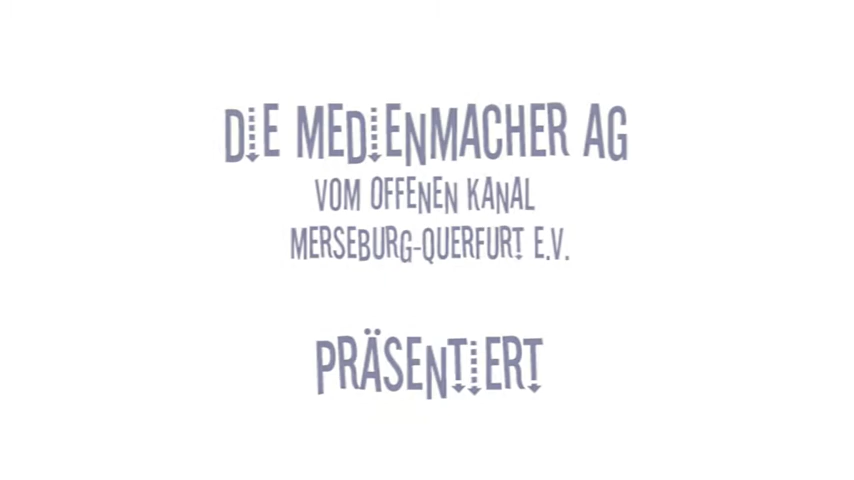 DIE MEDIENMACHER AG
VOM OFFENEN KANAL
MERSEBURG-QUERFURT E.V.
PRÄSENTIERT